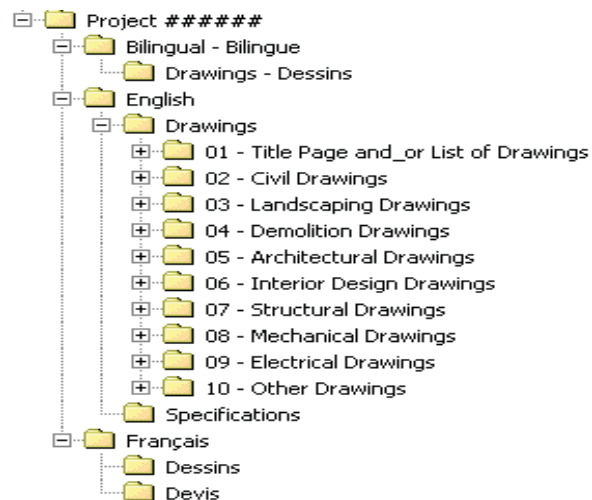 Project ######
Bilingual - Bilingue
Drawings - Dessins
English
Drawings
01 - Title Page and_or List of Drawings
02 - Civil Drawings
03 - Landscaping Drawings
04 - Demolition Drawings
05 - Architectural Drawings
06 - Interior Design Drawings
07 - Structural Drawings
08 - Mechanical Drawings
09 - Electrical Drawings
10 - Other Drawings
Specifications
Français
Dessins
Devis